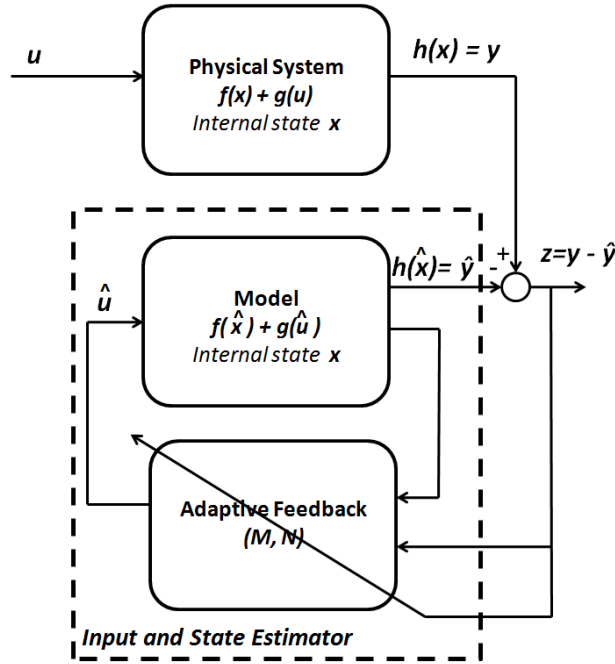 u
Physical System
f(x) + g(u)
Internal state x
h(x) = y
z=y - ŷ
+
-
h(x̂)= ŷ
û
Model
f( x̂ ) + g(û )
Internal state x
Adaptive Feedback
(M, N)
Input and State Estimator